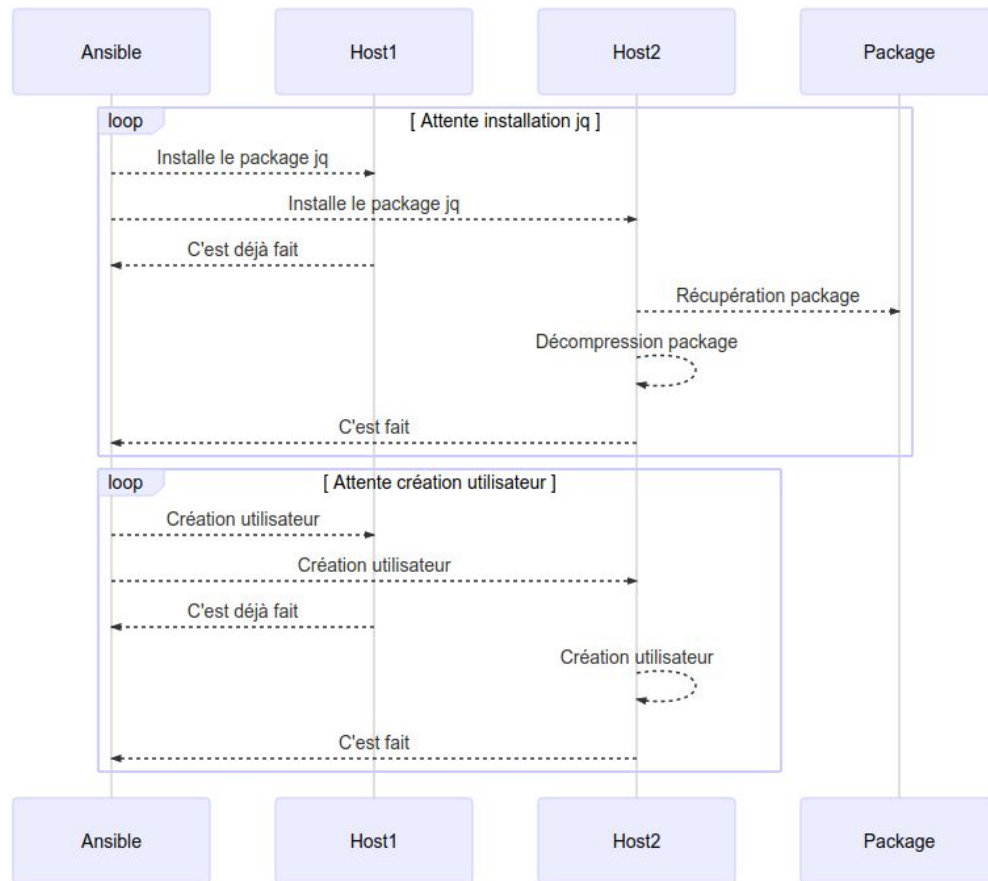 Ansible
Host1
Host2
Package
loop
[ Attente installation jq ]
Installe le package jq
Installe le package jq
C'est déjà fait
Récupération package
Décompression package
C'est fait
loop
[ Attente création utilisateur ]
Création utilisateur
Création utilisateur
C'est déjà fait
Création utilisateur
C'est fait
Ansible
Host1
Host2
Package